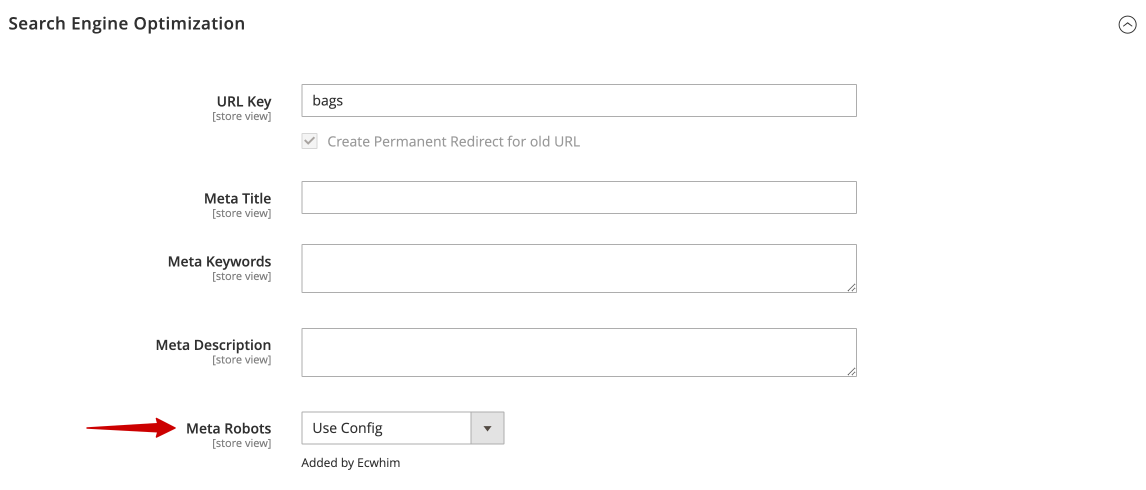 Search Engine Optimization
URL Key
[store view]
bags
Create Permanent Redirect for old URL
Meta Title
[store view]
Meta Keywords
[store view]
Meta Description
[store view]
Meta Robots
[store view]
Use Config
Added by Ecwhim